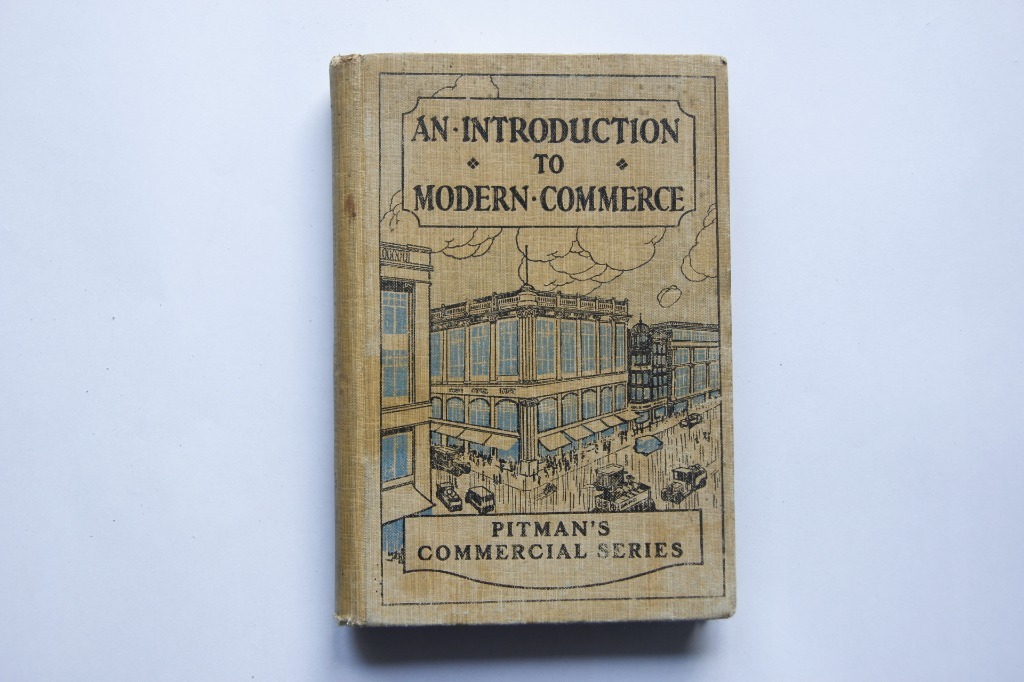 AN·INTRODUCTION
TO
MODERN·COMMERCE
PITMAN'S
COMMERCIAL SERIES